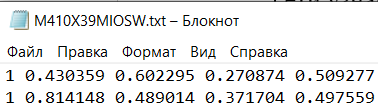 M410X39MIOSW.txt – Блокнот
Файл Правка Формат Вид Справка
1 0.430359 0.602295 0.270874 0.509277
1 0.814148 0.489014 0.371704 0.497559